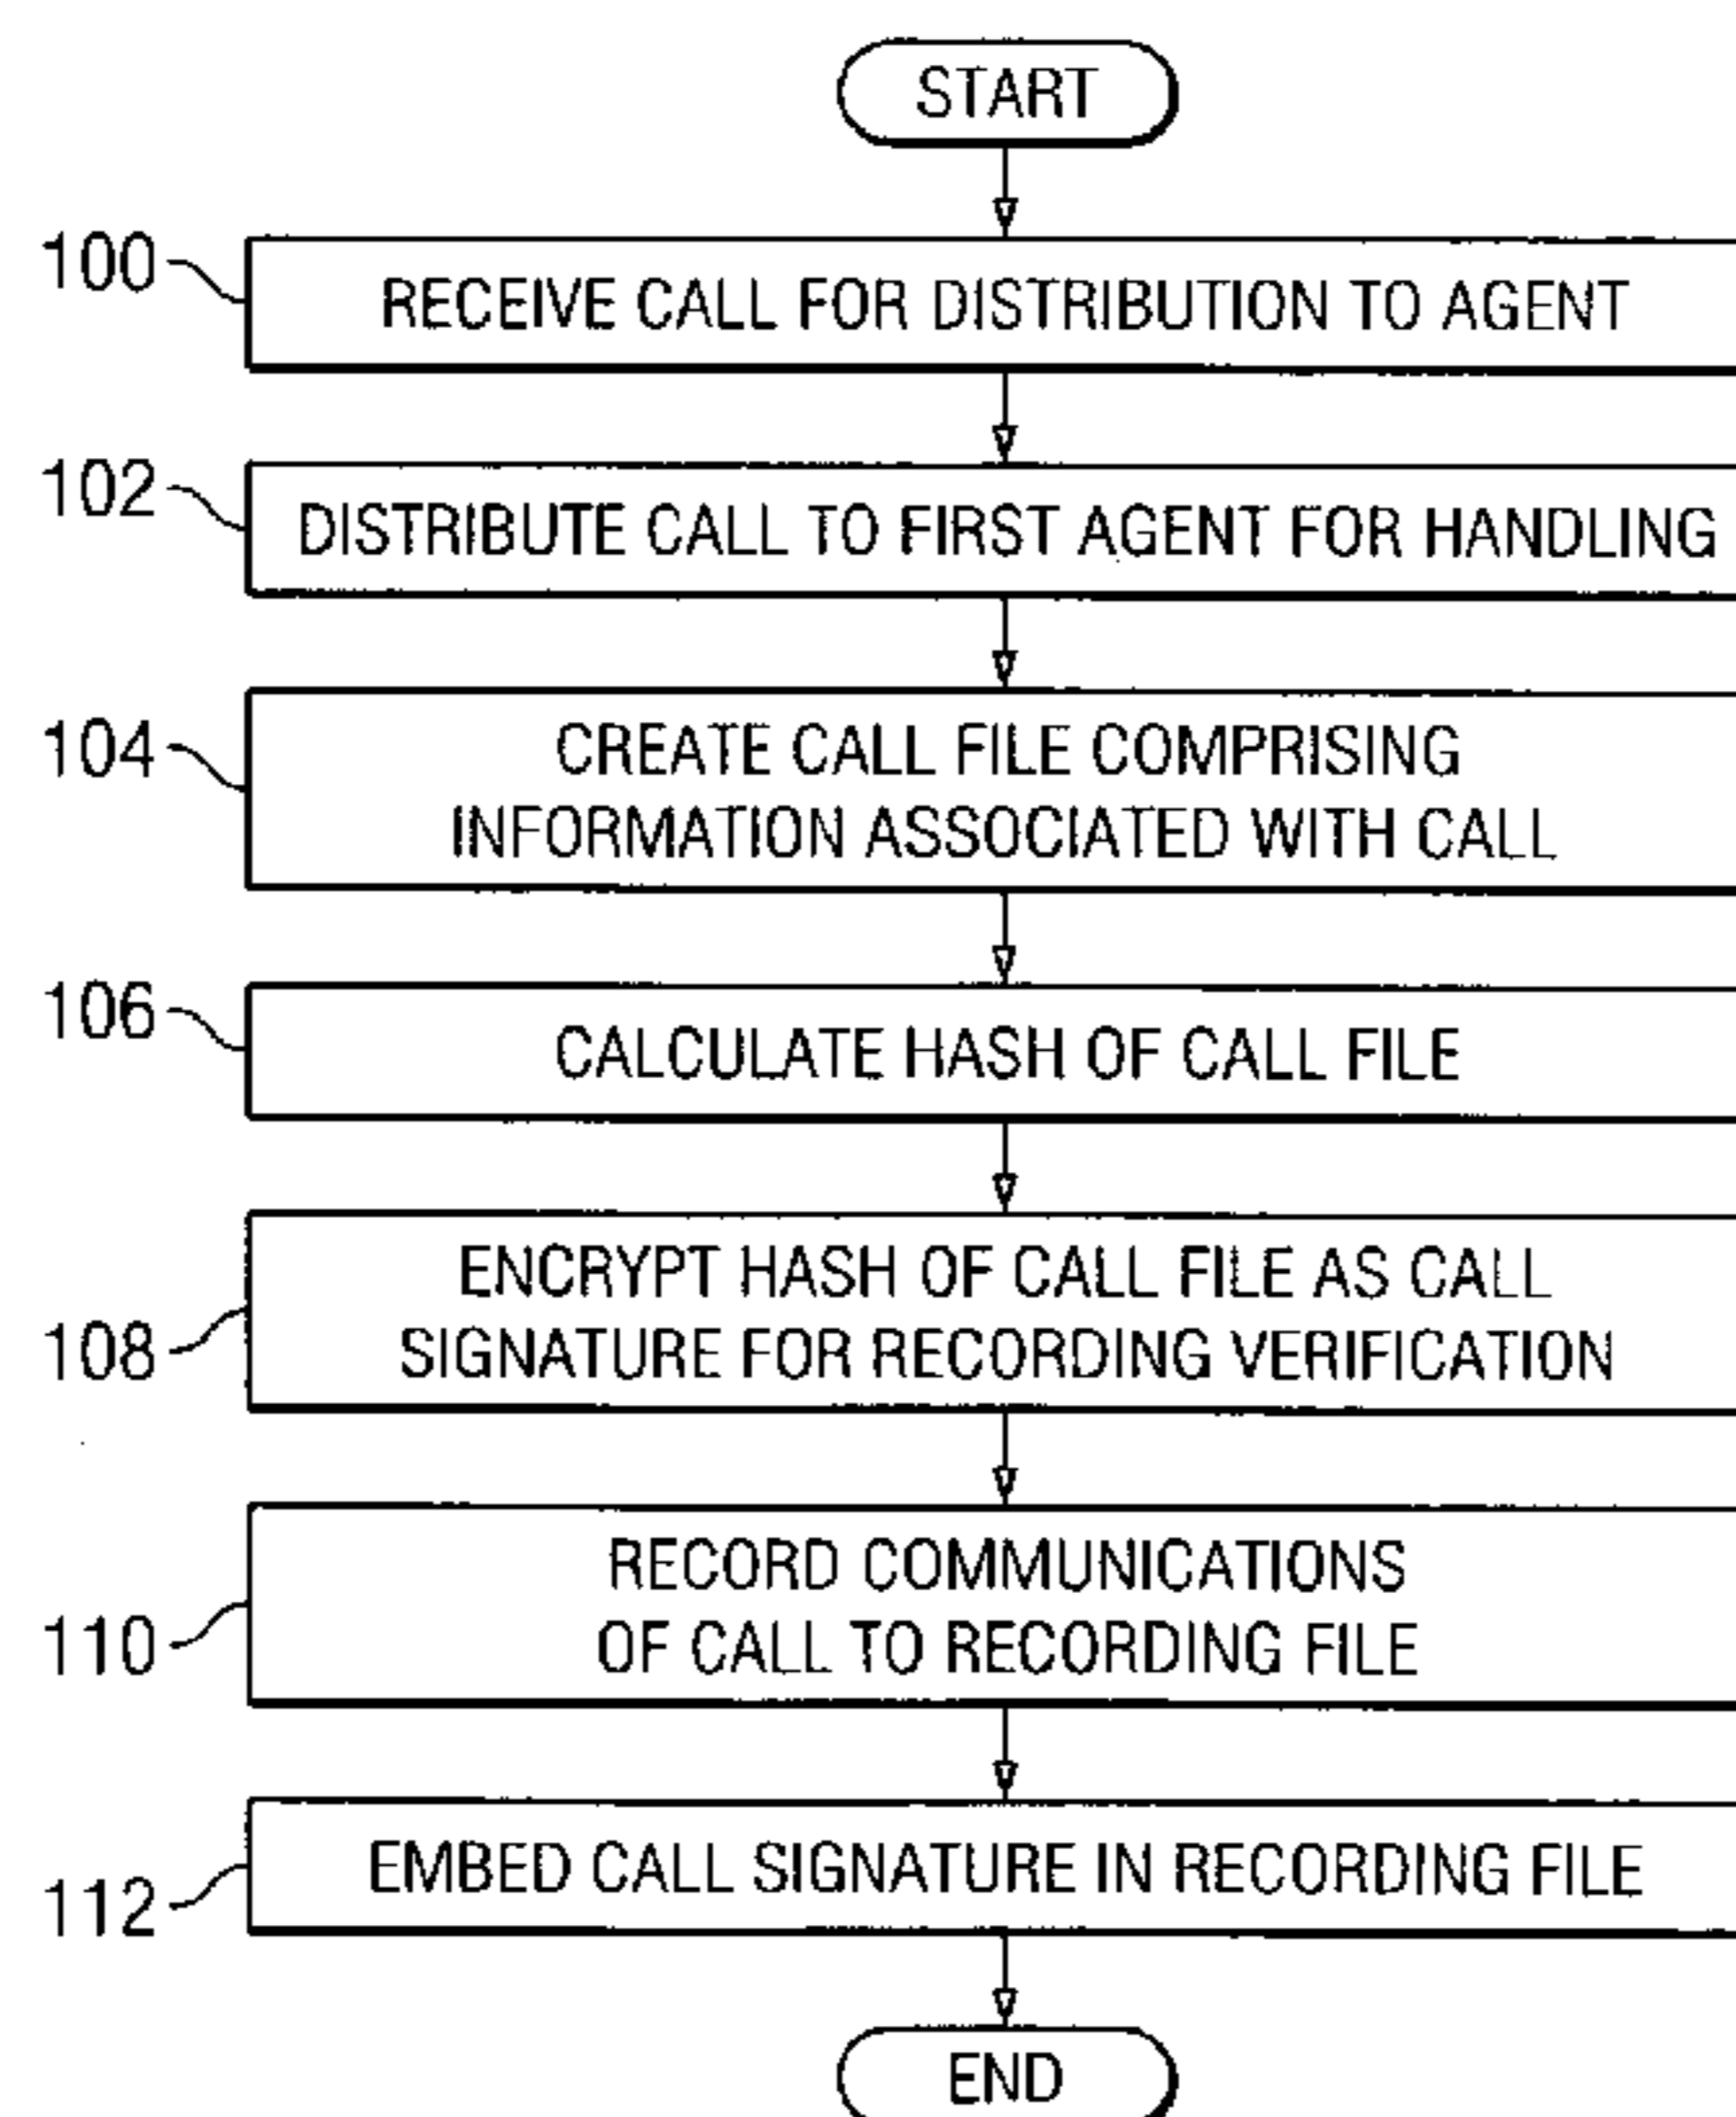 START
100
RECEIVE CALL FOR DISTRIBUTION TO AGENT
102
DISTRIBUTE CALL TO FIRST AGENT FOR HANDLING
104
CREATE CALL FILE COMPRISING
INFORMATION ASSOCIATED WITH CALL
106
CALCULATE HASH OF CALL FILE
108
ENCRYPT HASH OF CALL FILE AS CALL
SIGNATURE FOR RECORDING VERIFICATION
110
RECORD COMMUNICATIONS
OF CALL TO RECORDING FILE
112
EMBED CALL SIGNATURE IN RECORDING FILE
END